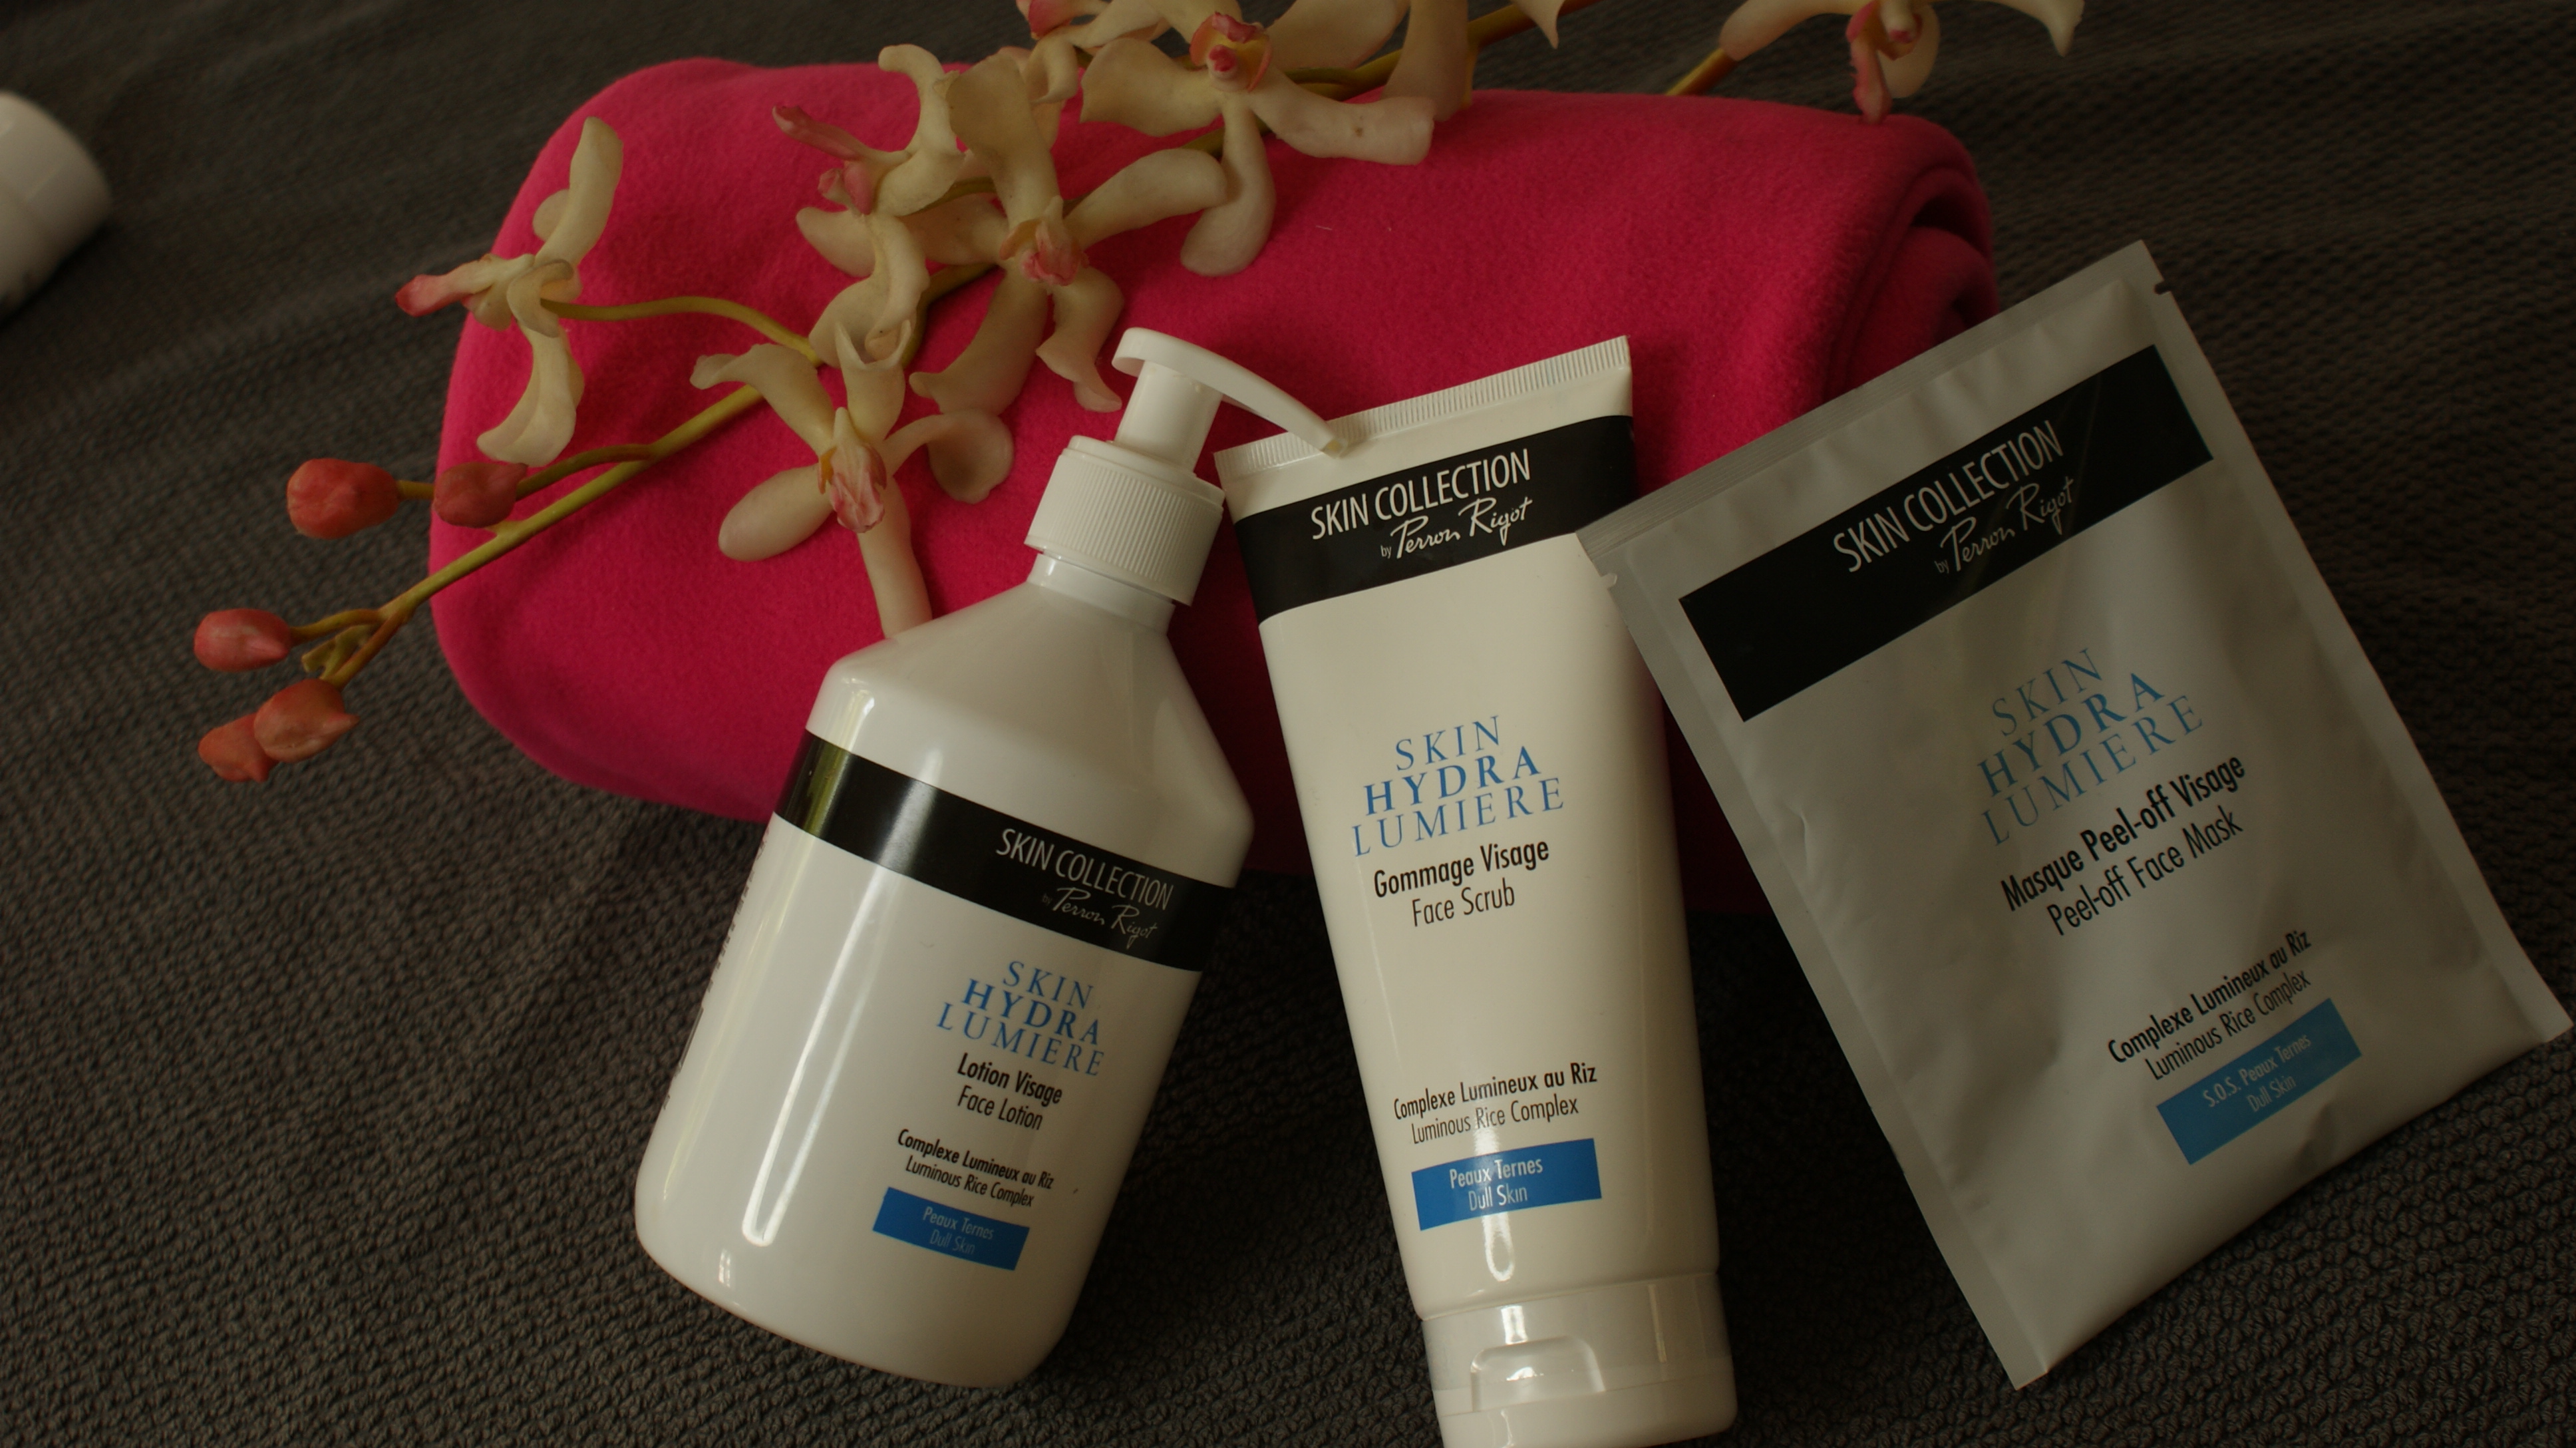 SKIN COLLECTION
by Perron Rigot
SKIN
HYDRA
LUMIERE
Lotion Visage
Face Lotion
Complexe Lumineux au Riz
Luminous Rice Complex
Peaux Ternes
Dull Skin
SKIN COLLECTION
by Perron Rigot
SKIN
HYDRA
LUMIERE
Gommage Visage
Face Scrub
Complexe Lumineux au Riz
Luminous Rice Complex
Peaux Ternes
Dull Skin
SKIN COLLECTION
by Perron Rigot
SKIN
HYDRA
LUMIERE
Masque Peel-off Visage
Peel-off Face Mask
Complexe Lumineux au Riz
Luminous Rice Complex
S.O.S. Peaux Ternes
Dull Skin